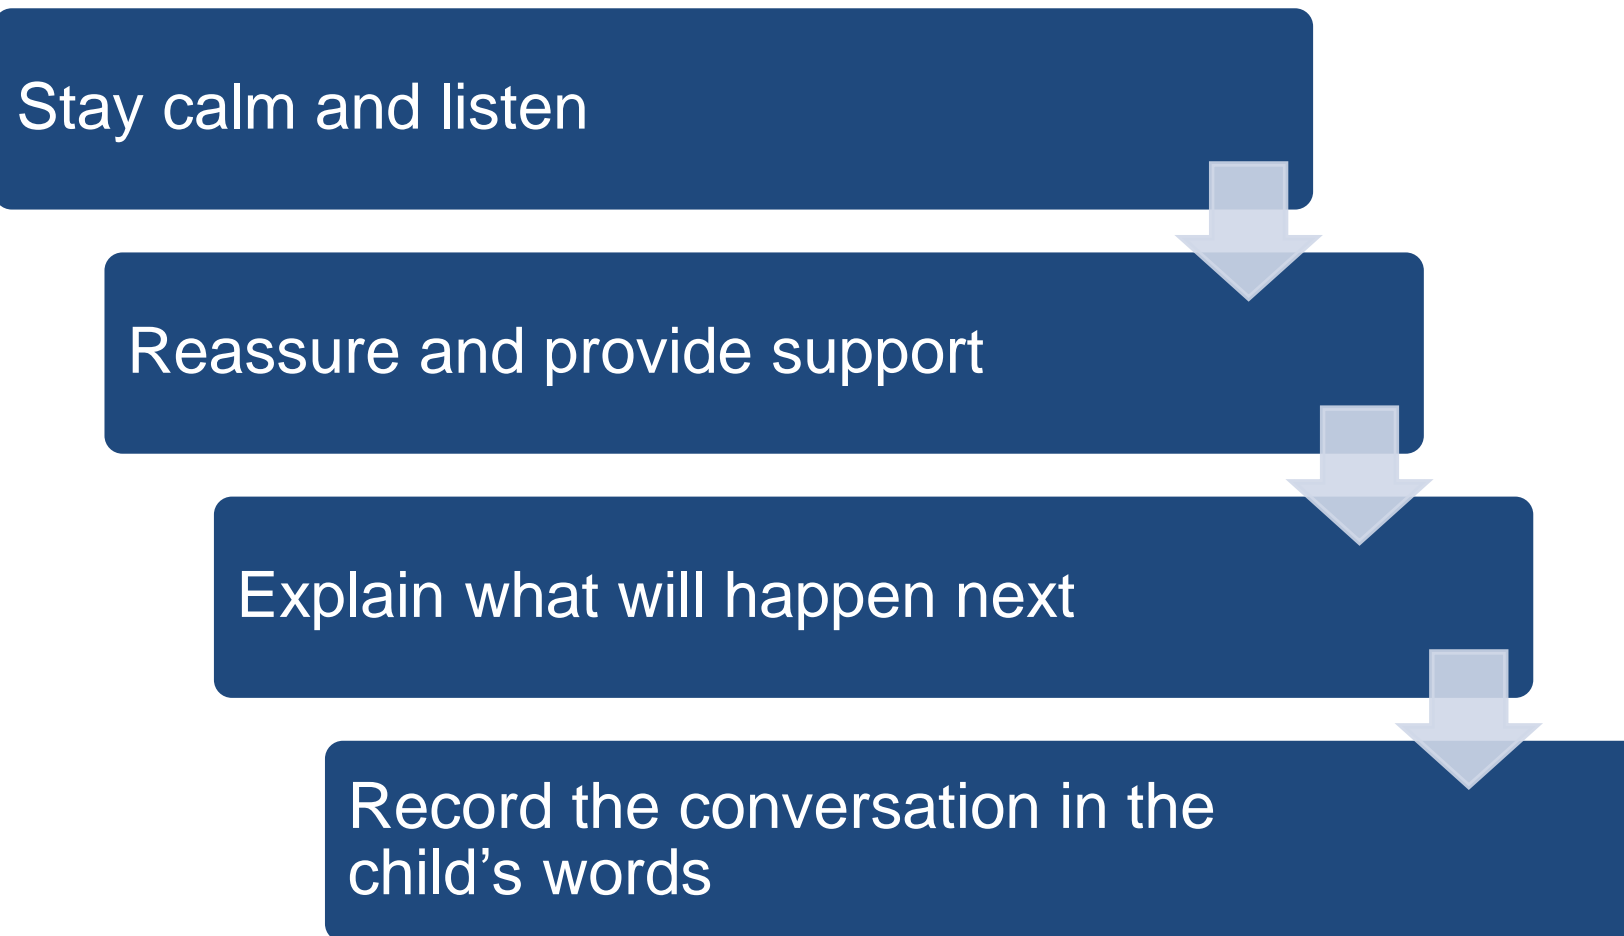 Stay calm and listen
Reassure and provide support
Explain what will happen next
Record the conversation in the
child’s words